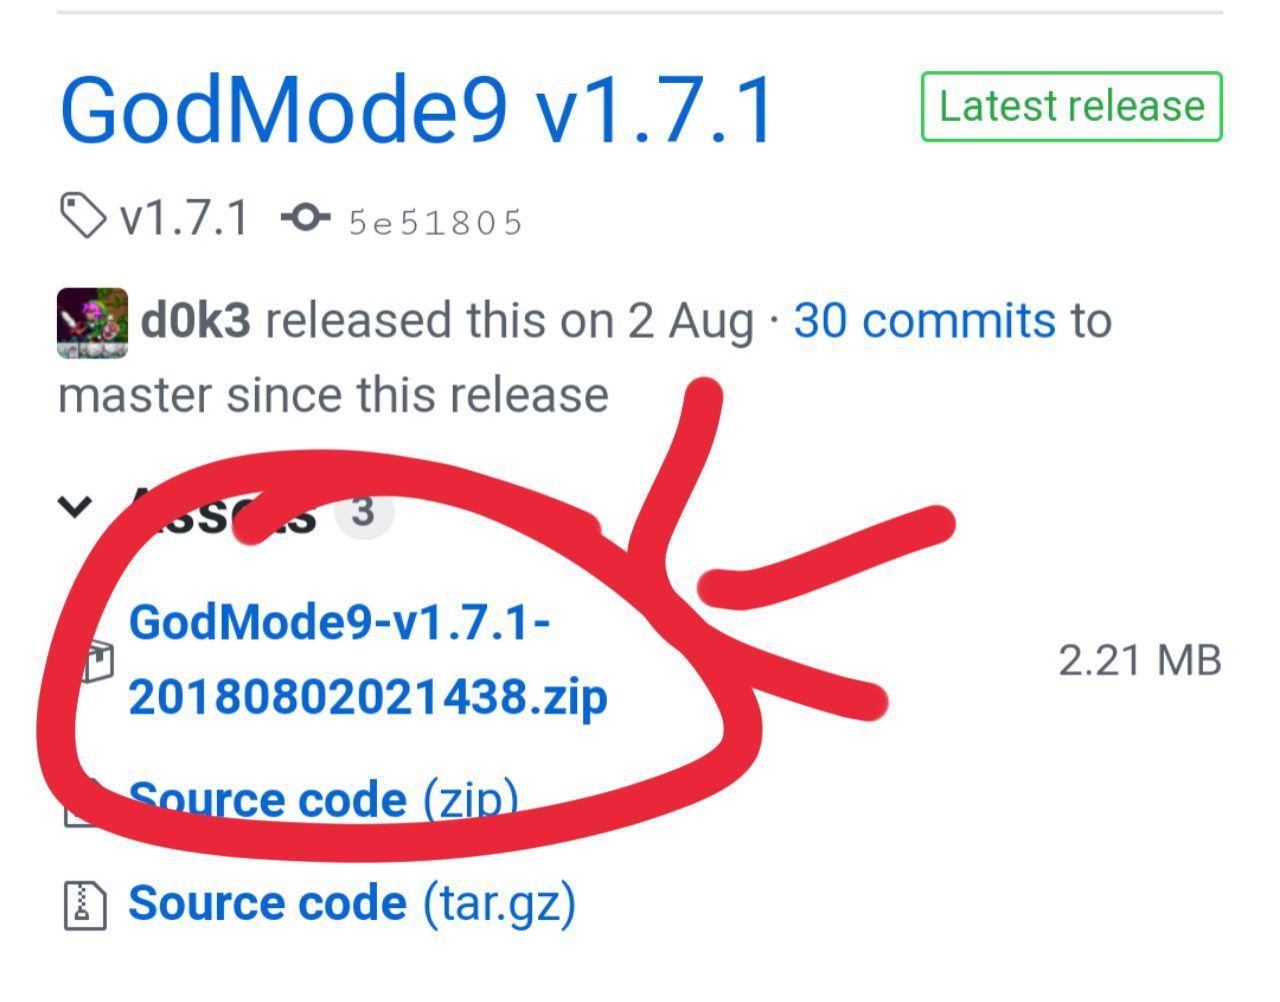 GodMode9 v1.7.1
Latest release
v1.7.1 5e51805
d0k3 released this on 2 Aug · 30 commits to
master since this release
Assets 3
GodMode9-v1.7.1-
20180802021438.zip
2.21 MB
Source code (zip)
Source code (tar.gz)